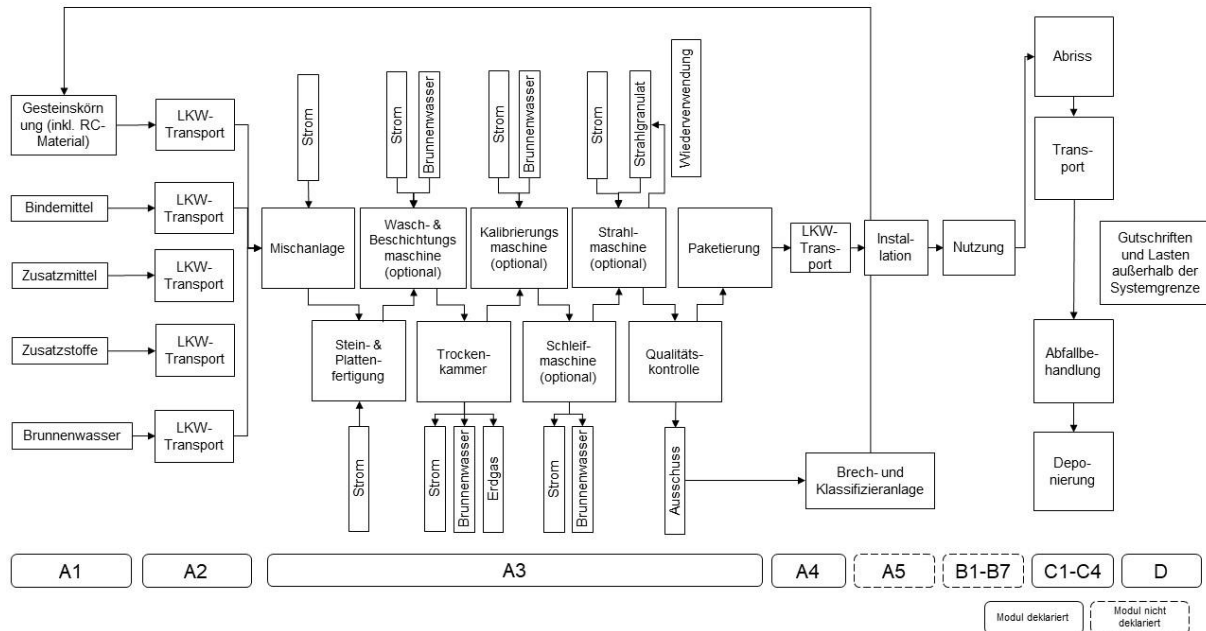 Gesteinskörn
ung (inkl. RC-
Material)
LKW-
Transport
Bindemittel
LKW-
Transport
Zusatzmittel
LKW-
Transport
Zusatzstoffe
LKW-
Transport
Brunnenwasser
LKW-
Transport
Strom
Mischanlage
Stein- &
Platten-
fertigung
Strom
Strom
Brunnenwasser
Wasch- &
Beschichtungs
maschine
(optional)
Trocken-
kammer
Strom
Brunnenwasser
Erdgas
Strom
Brunnenwasser
Kalibrierungs
maschine
(optional)
Schleif-
maschine
(optional)
Strom
Brunnenwasser
Strom
Strahlgranulat
Wiederverwendung
Strahl-
maschine
(optional)
Qualitäts-
kontrolle
Ausschuss
Paketierung
LKW-
Transport
Instal-
lation
Nutzung
Brech- und
Klassifizieranlage
Abriss
Trans-
port
Abfallbe-
handlung
Depo-
nierung
Gutschriften
und Lasten
außerhalb der
Systemgrenze
A1
A2
A3
A4
A5
B1-B7
C1-C4
D
Modul deklariert
Modul nicht
deklariert